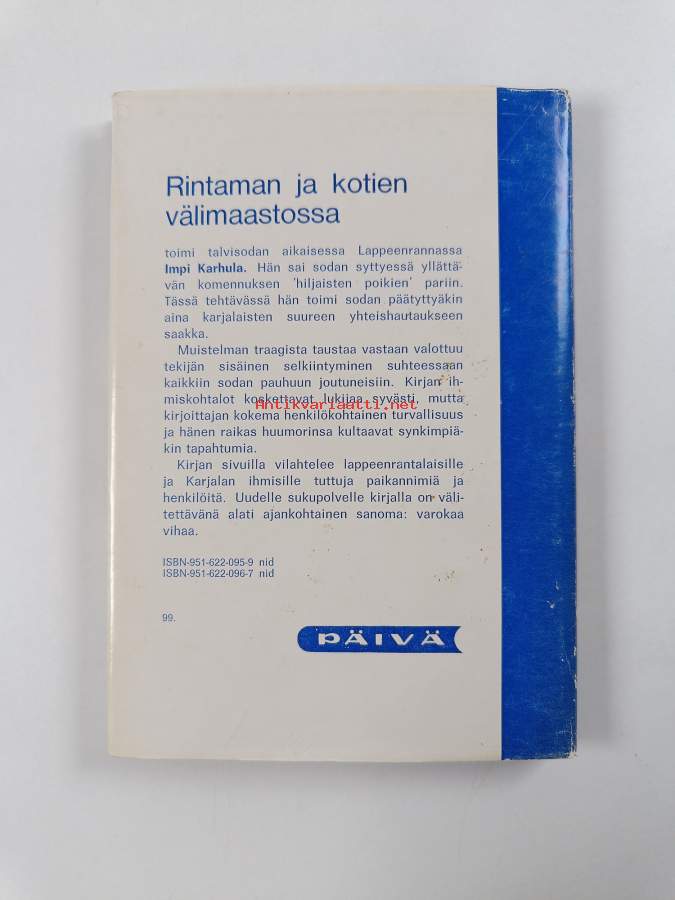 Rintaman ja kotien
välimaastossa
toimi talvisodan aikaisessa Lappeenrannassa
Impi Karhula. Hän sai sodan syttyessä yllättä-
vän komennuksen 'hiljaisten poikien' pariin.
Tässä tehtävässä hän toimi sodan päätyttyäkin
aina karjalaisten suureen yhteishautaukseen
saakka.
Muistelman traagista taustaa vastaan valottuu
tekijän sisäinen selkiintyminen suhteessaan
kaikkiin sodan pauhuun joutuneisiin. Kirjan ih-
miskohtalot koskettavat lukijaa syvästi, mutta
Antikvariaatti.net
kirjoittajan kokema henkilökohtainen turvallisuus
ja hänen raikas huumorinsa kultaavat synkimpiä-
kin tapahtumia.
Kirjan sivuilla vilahtelee lappeenrantalaisille
ja Karjalan ihmisille tuttuja paikannimiä ja
henkilöitä. Uudelle sukupolvelle kirjalla on väli-
tettävänä alati ajankohtainen sanoma: varokaa
vihaa.
ISBN-951-622-095-9 nid
ISBN-951-622-096-7 nid
99.
PÄIVÄ